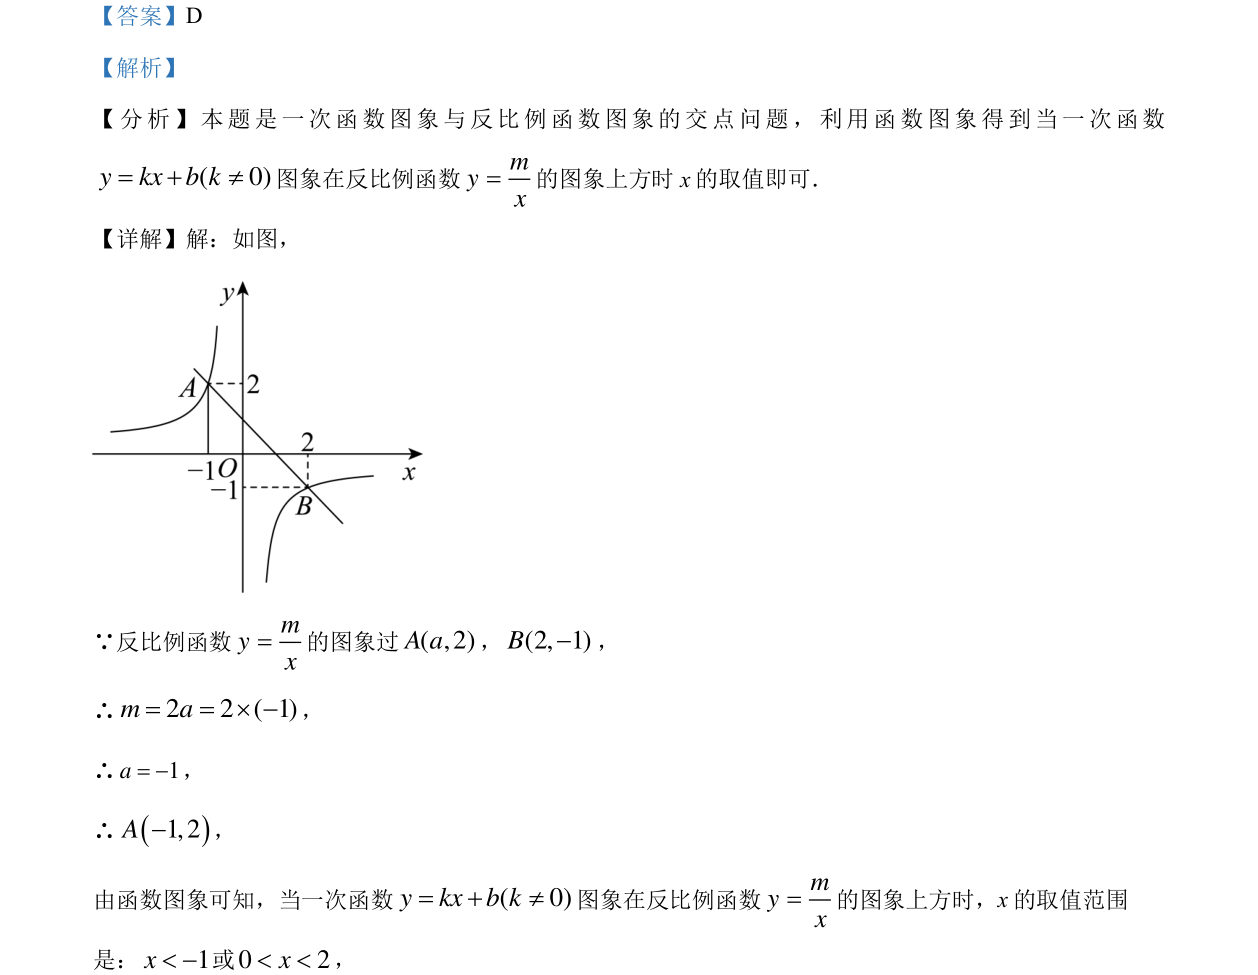 【答案】D
【解析】
【分析】本题是一次函数图象与反比例函数图象的交点问题，利用函数图象得到当一次函数
y = kx + b(k ≠ 0) 图象在反比例函数 y = m/x 的图象上方时 x 的取值即可．
【详解】解：如图，
y
A
2
2
−1
O
x
−1
B
∵反比例函数 y = m/x 的图象过 A(a,2)，B(2,−1)，
∴ m = 2a = 2×(−1)，
∴ a = −1，
∴ A(−1,2)，
由函数图象可知，当一次函数 y = kx + b(k ≠ 0) 图象在反比例函数 y = m/x 的图象上方时，x 的取值范围
是：x < −1或0 < x < 2，